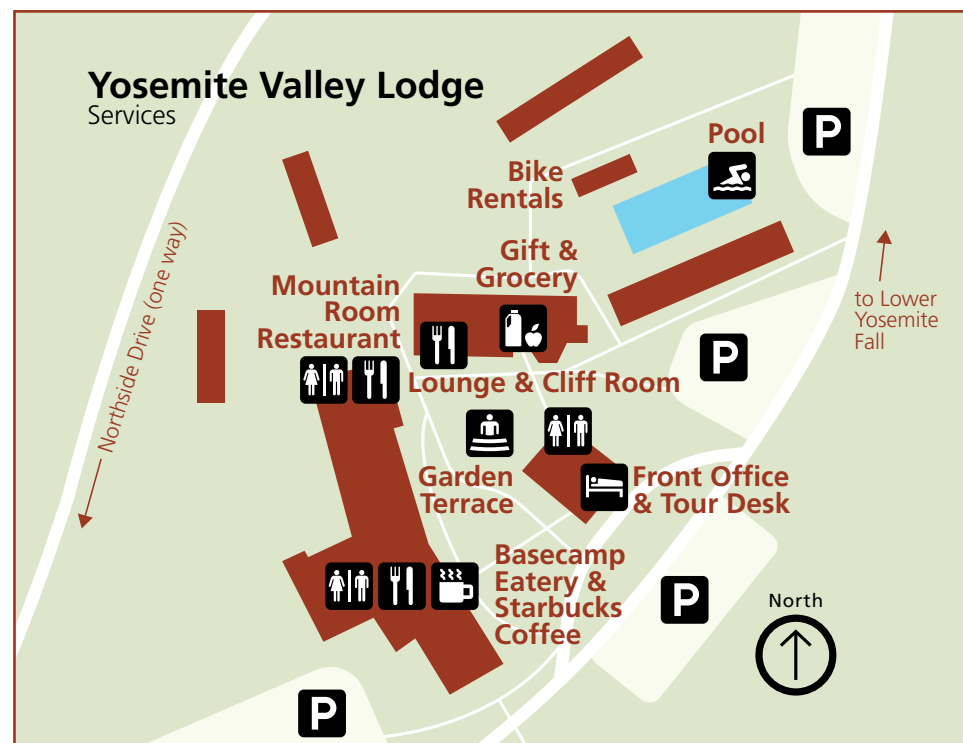 Yosemite Valley Lodge
Services
P
Pool
Bike
Rentals
Gift &
Grocery
Northside Drive (one way)
Mountain
Room
Restaurant
to Lower
Yosemite
Fall
P
Lounge & Cliff Room
Garden
Terrace
Front Office
& Tour Desk
Basecamp
Eatery &
Starbucks
Coffee
P
North
P